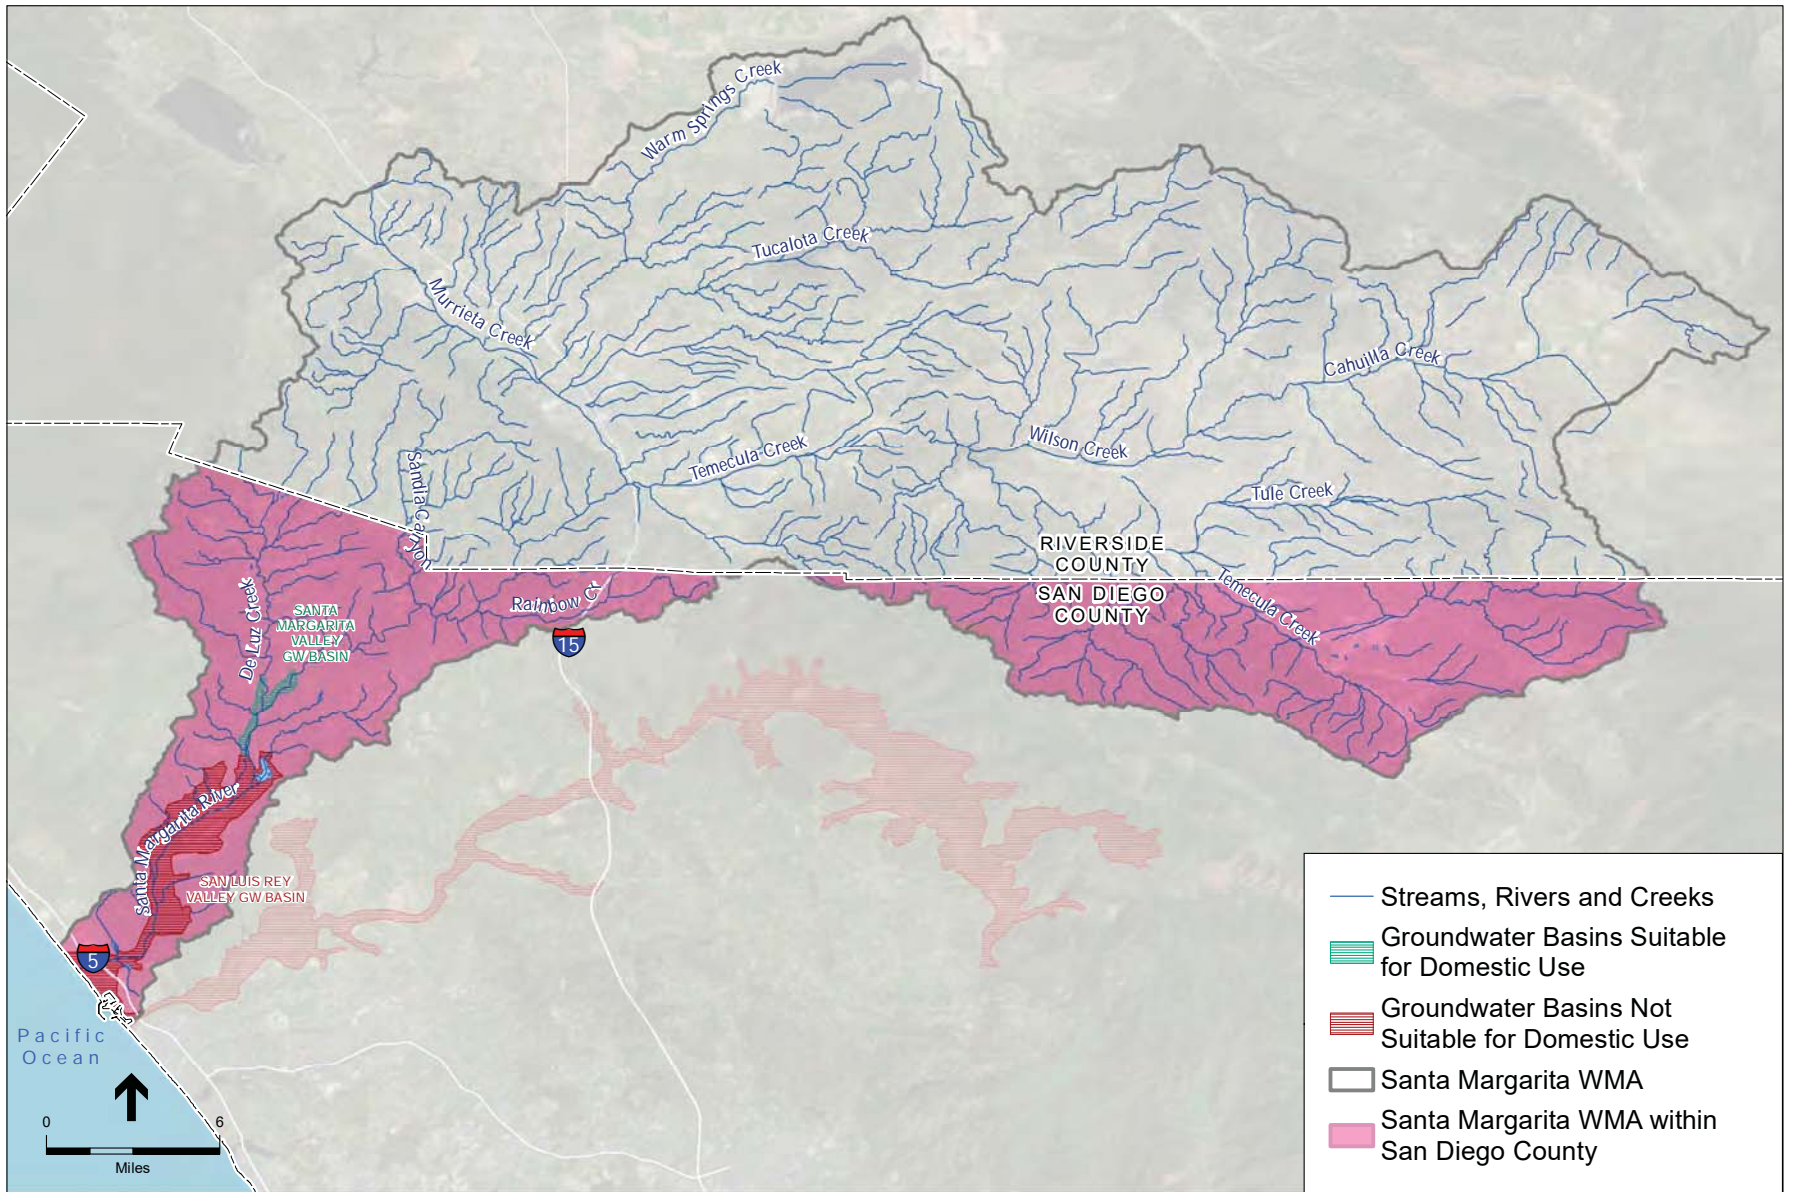 Warm Springs Creek
Tucalota Creek
Murrieta Creek
Cahuilla Creek
Wilson Creek
Temecula Creek
Sandia Canyon
Tule Creek
RIVERSIDE
COUNTY
SAN DIEGO
COUNTY
Temecula Creek
Rainbow Cr
De Luz Creek
SANTA
MARGARITA
VALLEY
GW BASIN
15
Santa Margarita River
SAN LUIS REY
VALLEY GW BASIN
5
Pacific
Ocean
0 6
Miles
Streams, Rivers and Creeks
Groundwater Basins Suitable
for Domestic Use
Groundwater Basins Not
Suitable for Domestic Use
Santa Margarita WMA
Santa Margarita WMA within
San Diego County